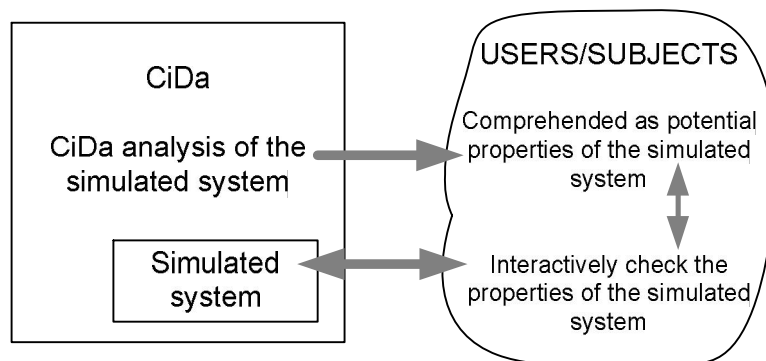 CiDa
CiDa analysis of the
simulated system
Simulated
system
USERS/SUBJECTS
Comprehended as potential
properties of the simulated
system
Interactively check the
properties of the simulated
system